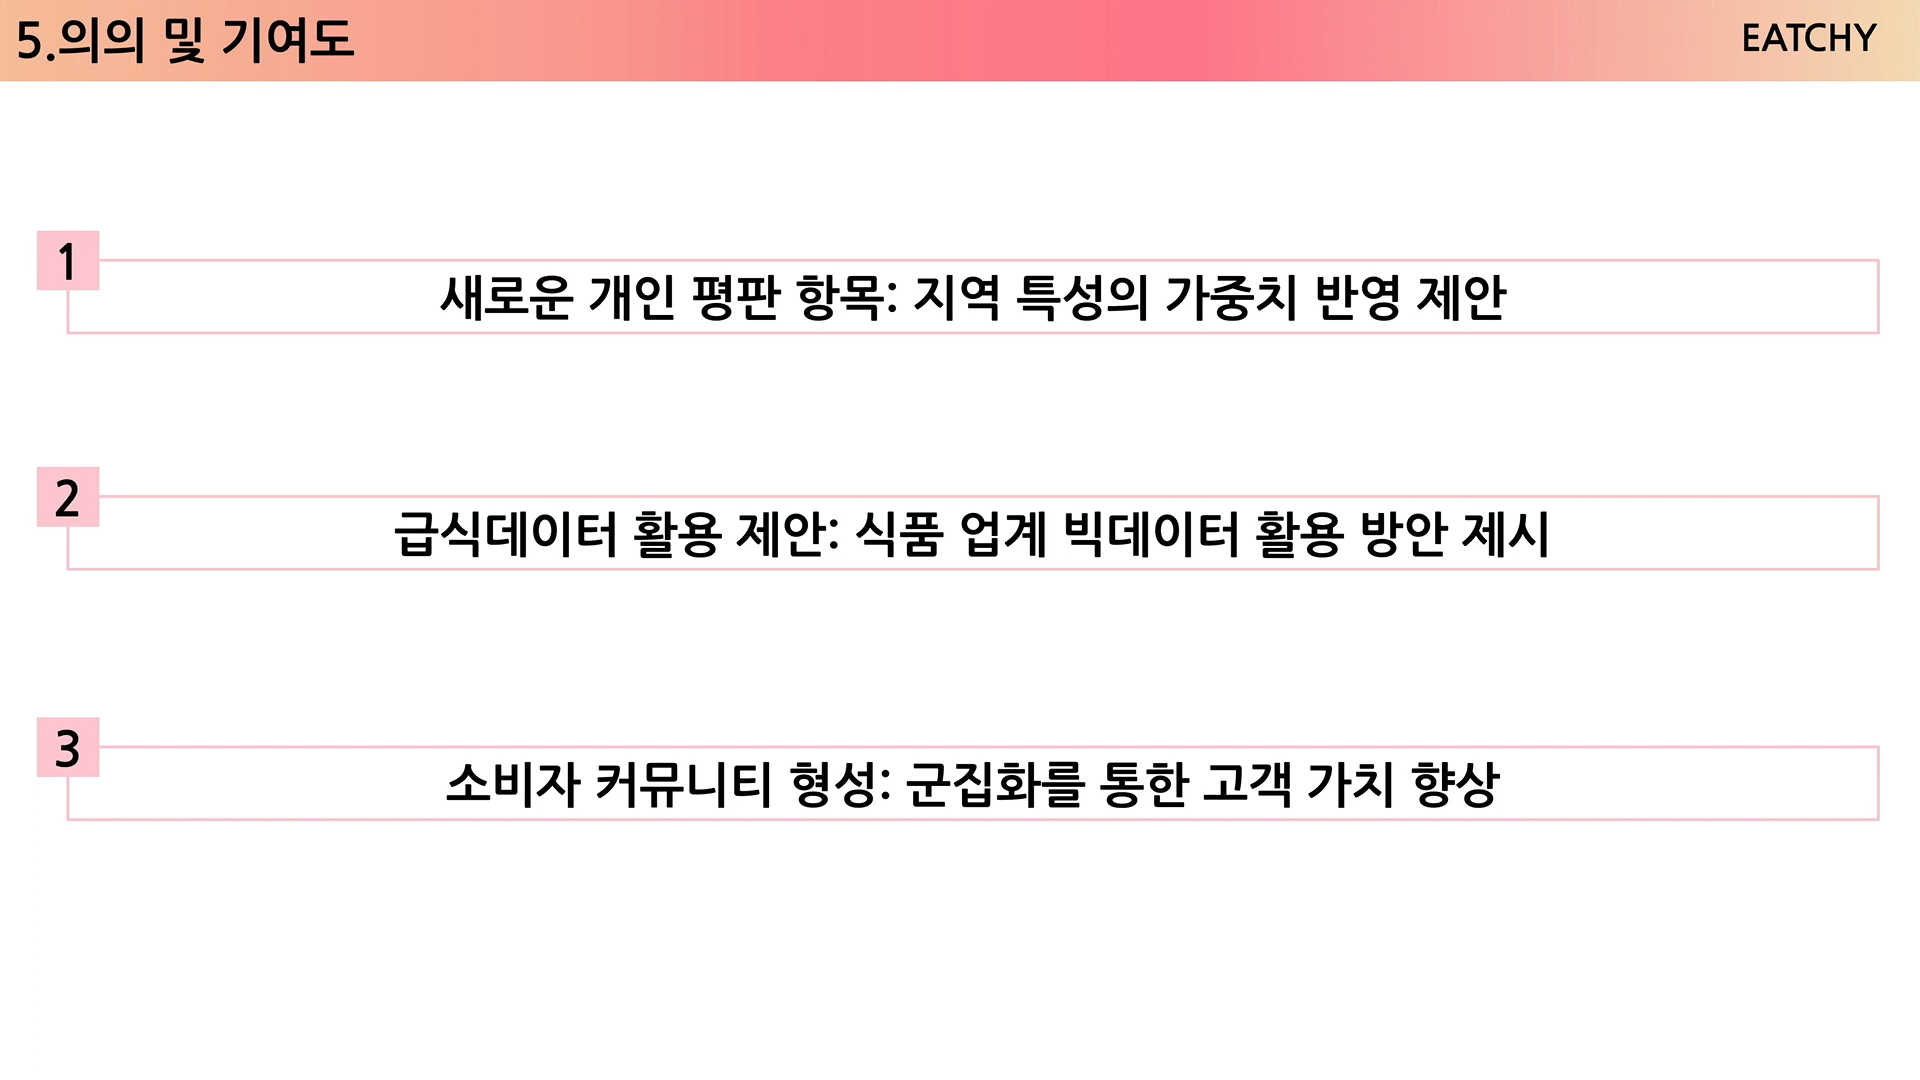 5.의의 및 기여도
EATCHY
1
새로운 개인 평판 항목: 지역 특성의 가중치 반영 제안
2
급식데이터 활용 제안: 식품 업계 빅데이터 활용 방안 제시
3
소비자 커뮤니티 형성: 군집화를 통한 고객 가치 향상